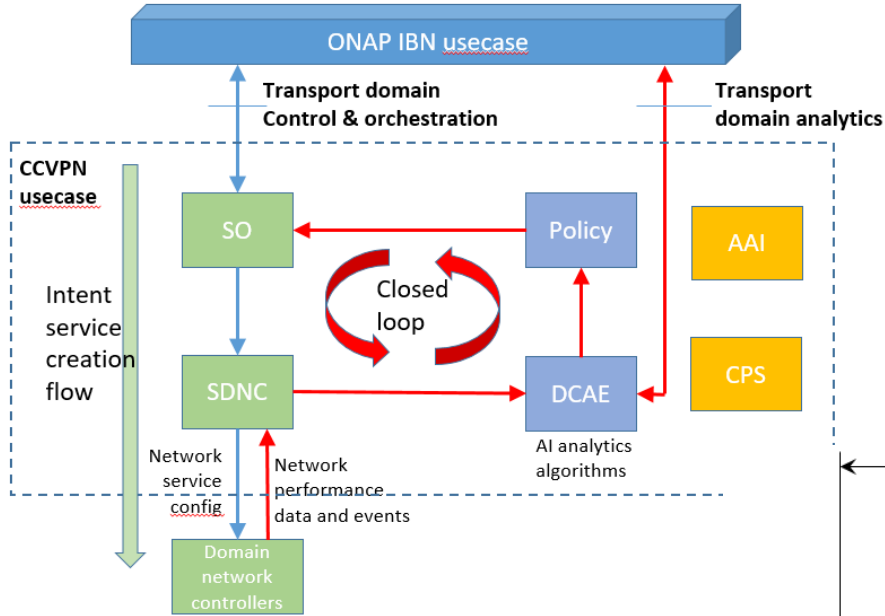 ONAP IBN usecase
Transport domain
Control & orchestration
Transport
domain analytics
CCVPN
usecase
SO
Policy
AAI
Intent
service
creation
flow
Closed
loop
SDNC
DCAE
CPS
AI analytics
algorithms
Network
service
config
Network
performance
data and events
Domain
network
controllers